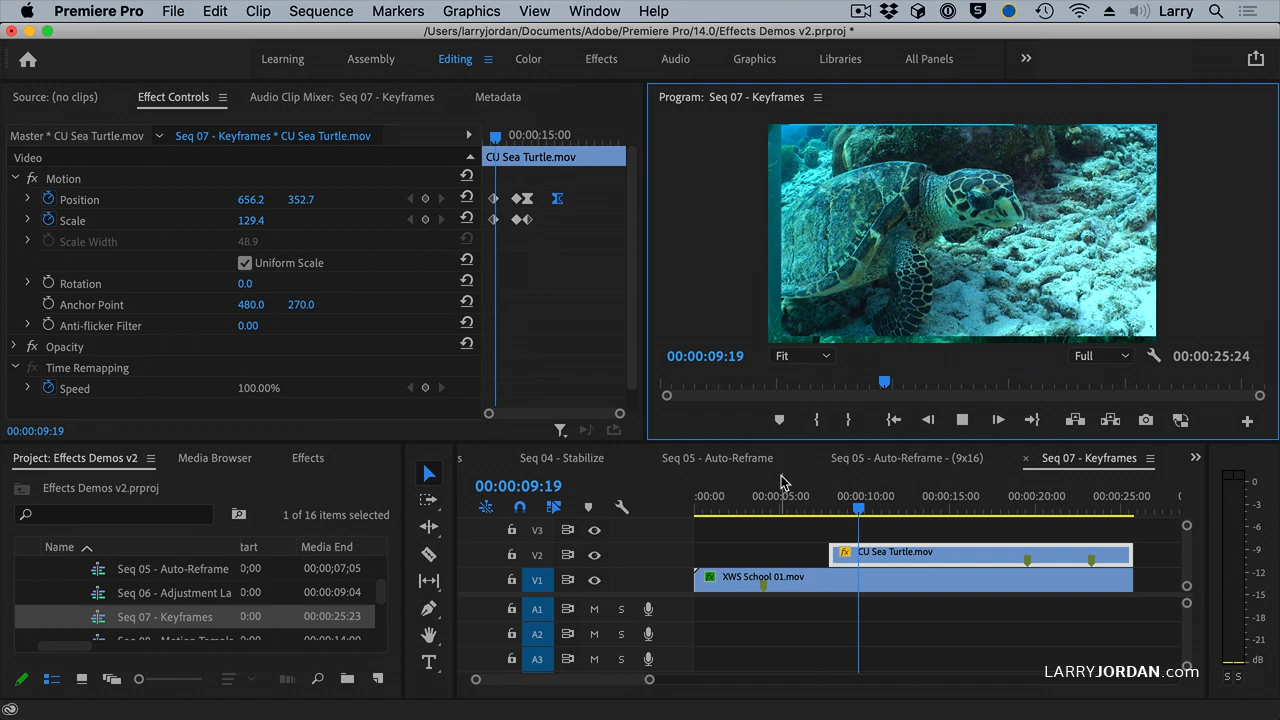 Premiere Pro File Edit Clip Sequence Markers Graphics View Window Help Larry
/Users/larryjordan/Documents/Adobe/Premiere Pro/14.0/Effects Demos v2.prproj *
Learning Assembly Editing Color Effects Audio Graphics Libraries All Panels
Source: (no clips) Effect Controls Audio Clip Mixer: Seq 07 - Keyframes Metadata
Master * CU Sea Turtle.mov Seq 07 - Keyframes * CU Sea Turtle.mov
00:00:15:00
Video
CU Sea Turtle.mov
fx Motion
Position 656.2 352.7
Scale 129.4
Scale Width 48.9
Uniform Scale
Rotation 0.0
Anchor Point 480.0 270.0
Anti-flicker Filter 0.00
fx Opacity
fx Time Remapping
Speed 100.00%
00:00:09:19
Program: Seq 07 - Keyframes
00:00:09:19 Fit Full 00:00:25:24
Project: Effects Demos v2 Media Browser Effects
Effects Demos v2.prproj
1 of 16 items selected
Name tart Media End
Seq 05 - Auto-Reframe 0;00 00;00;07;05
Seq 06 - Adjustment La 0:00 00:00:09:04
Seq 07 - Keyframes 0:00 00:00:25:23
s Seq 04 - Stabilize Seq 05 - Auto-Reframe Seq 05 - Auto-Reframe - (9x16) × Seq 07 - Keyframes
00:00:09:19
:00:00 00:00:05:00 00:00:10:00 00:00:15:00 00:00:20:00 00:00:25:00
V3
V2 fx CU Sea Turtle.mov
V1 fx XWS School 01.mov
A1 M S
A2 M S
A3 M S
0
-3
-6
-9
-12
-15
-18
-21
dB
S S
LARRYJORDAN.com